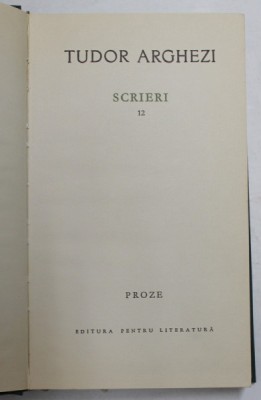 TUDOR ARGHEZI
SCRIERI
12
PROZE
EDITURA PENTRU LITERATURĂ